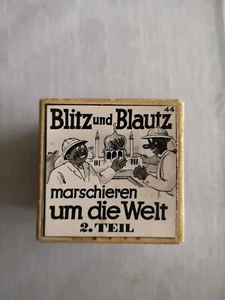 44
Blitz und Blautz
marschieren
um die Welt
2. TEIL